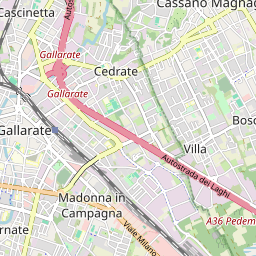 Cassano Magnag
Cascinetta
Autos
Gallarate
Cedrate
Gallarate
Bosc
Gallarate
Villa
Autostrada dei Laghi
Madonna in
Campagna
A36 Pedem
Viale Milano
rnate